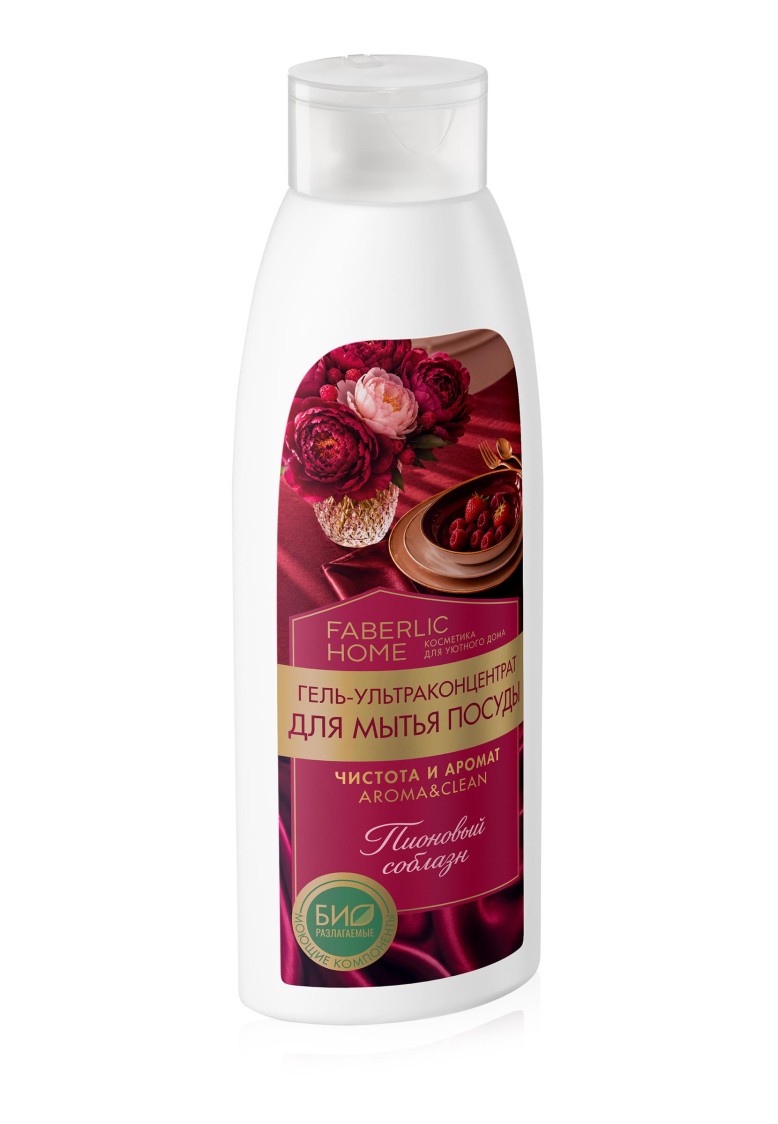 FABERLIC
HOME
КОСМЕТИКА
ДЛЯ УЮТНОГО ДОМА
ГЕЛЬ-УЛЬТРАКОНЦЕНТРАТ
ДЛЯ МЫТЬЯ ПОСУДЫ
ЧИСТОТА И АРОМАТ
AROMA&CLEAN
Пионовый
соблазн
БИО
РАЗЛАГАЕМЫЕ
МОЮЩИЕ КОМПОНЕНТЫ